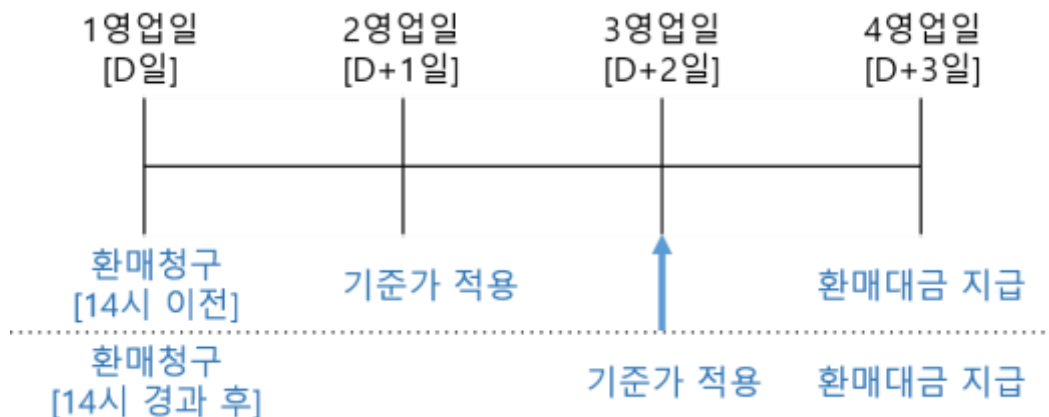 1영업일 2영업일 3영업일 4영업일
[D일] [D+1일] [D+2일] [D+3일]
환매청구
[14시 이전]
기준가 적용
환매대금 지급
환매청구
[14시 경과 후]
기준가 적용
환매대금 지급